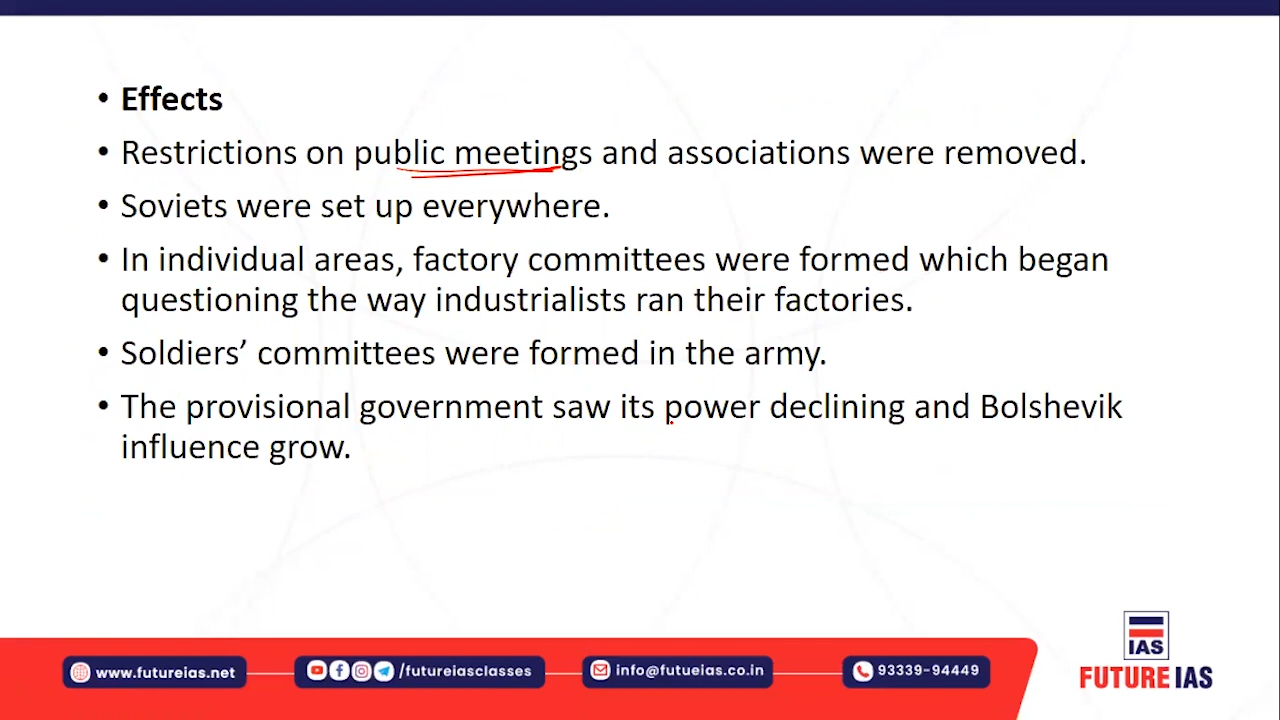 • Effects
• Restrictions on public meetings and associations were removed.
• Soviets were set up everywhere.
• In individual areas, factory committees were formed which began
questioning the way industrialists ran their factories.
• Soldiers’ committees were formed in the army.
• The provisional government saw its power declining and Bolshevik
influence grow.
IAS
FUTURE IAS
www.futureias.net
/futureiasclasses
info@futueias.co.in
93339-94449